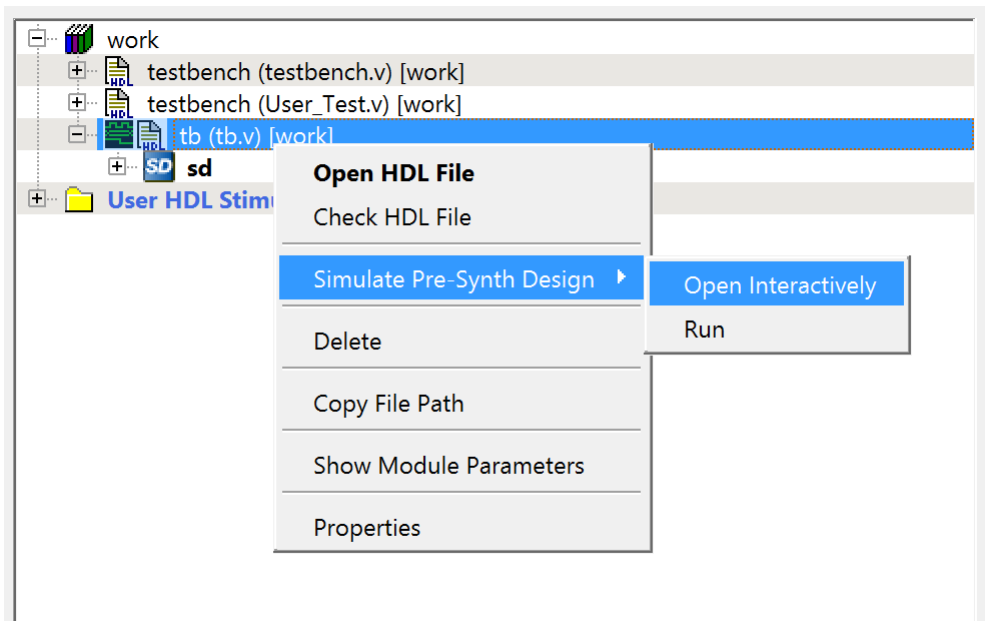 work
testbench (testbench.v) [work]
testbench (User_Test.v) [work]
tb (tb.v) [work]
SD sd
User HDL Stim
Open HDL File
Check HDL File
Simulate Pre-Synth Design
Open Interactively
Run
Delete
Copy File Path
Show Module Parameters
Properties